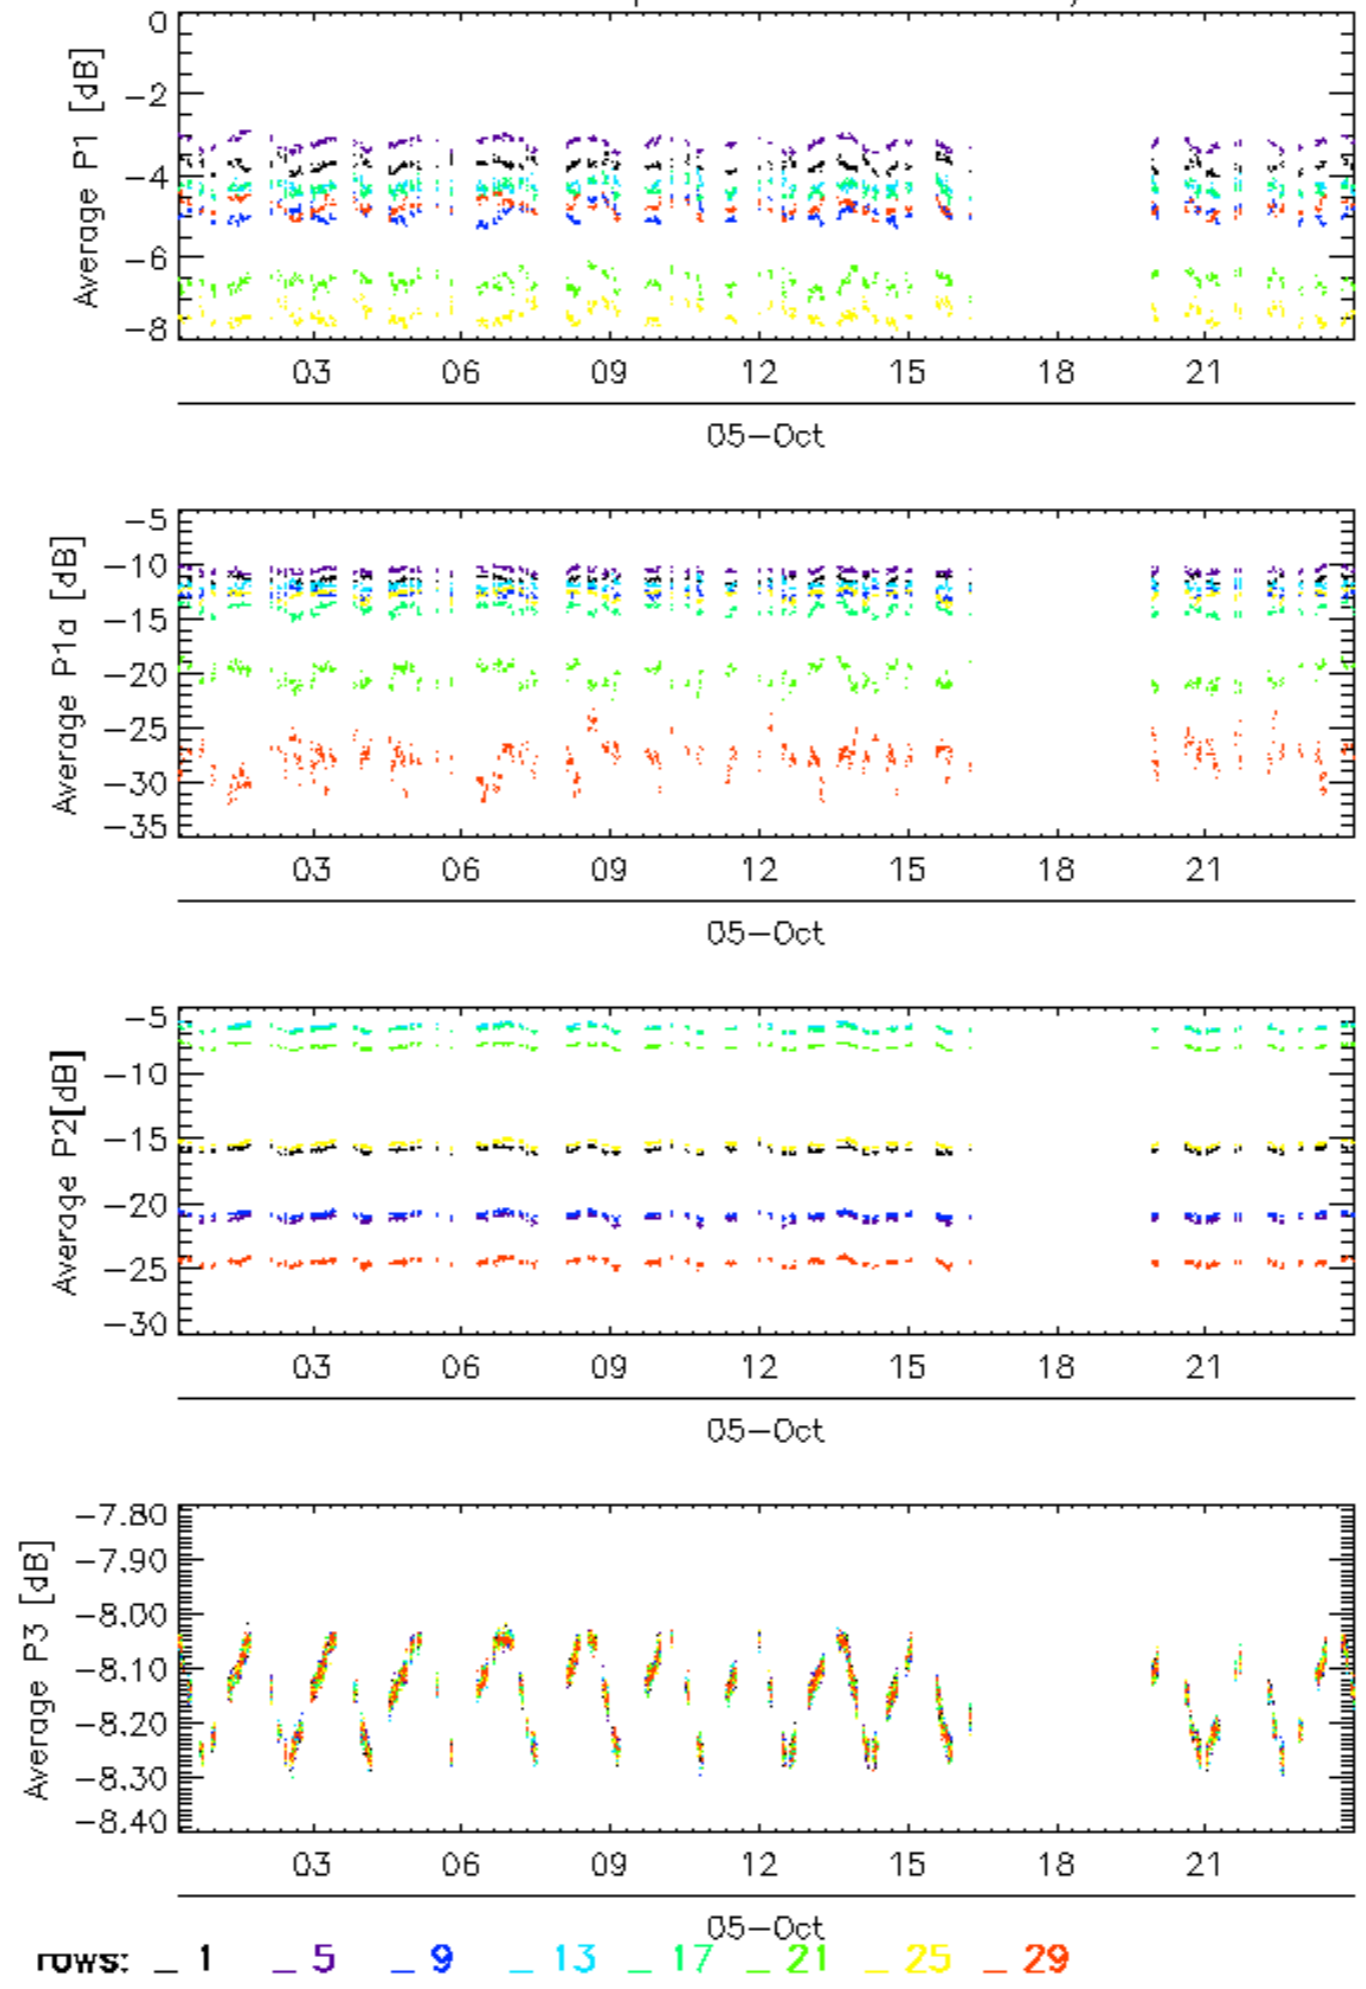 0
-2
-4
-6
-8
Average P1 [dB]
03 06 09 12 15 18 21
05-Oct
-5
-10
-15
-20
-25
-30
-35
Average P1a [dB]
03 06 09 12 15 18 21
05-Oct
-5
-10
-15
-20
-25
-30
Average P2[dB]
03 06 09 12 15 18 21
05-Oct
-7.80
-7.90
-8.00
-8.10
-8.20
-8.30
-8.40
Average P3 [dB]
03 06 09 12 15 18 21
05-Oct
rows: _ 1 _ 5 _ 9 _ 13 _ 17 _ 21 _ 25 _ 29